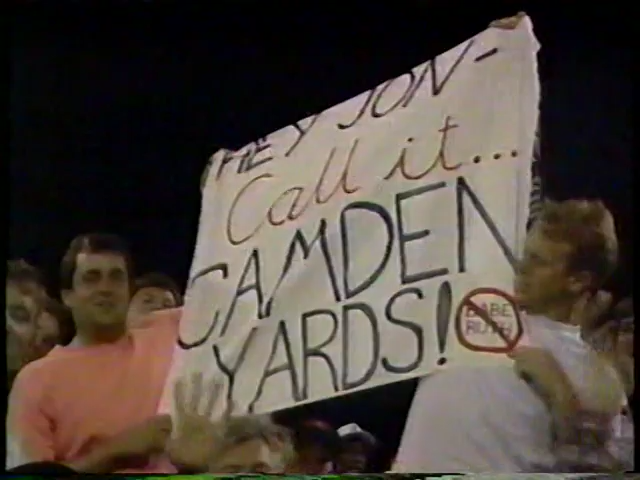 HEY JON-
Call it...
CAMDEN
YARDS!
BABE
RUTH